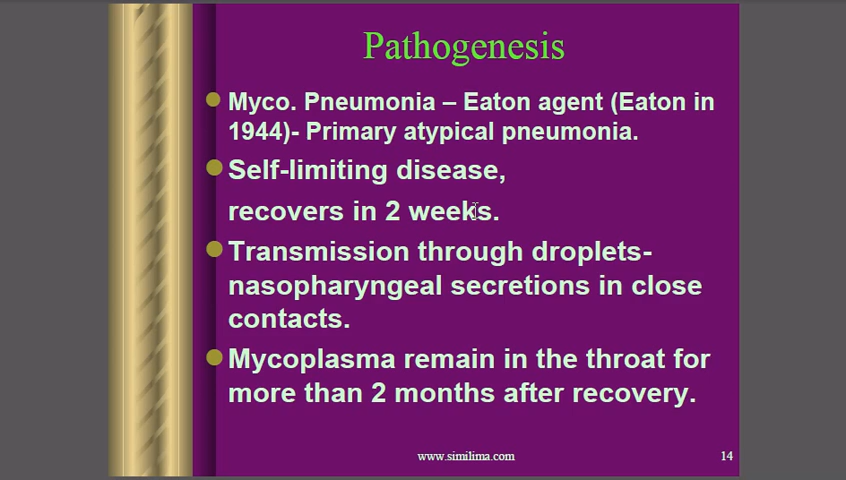 Pathogenesis
Myco. Pneumonia – Eaton agent (Eaton in
1944)- Primary atypical pneumonia.
Self-limiting disease,
recovers in 2 weeks.
Transmission through droplets-
nasopharyngeal secretions in close
contacts.
Mycoplasma remain in the throat for
more than 2 months after recovery.
www.similima.com
14